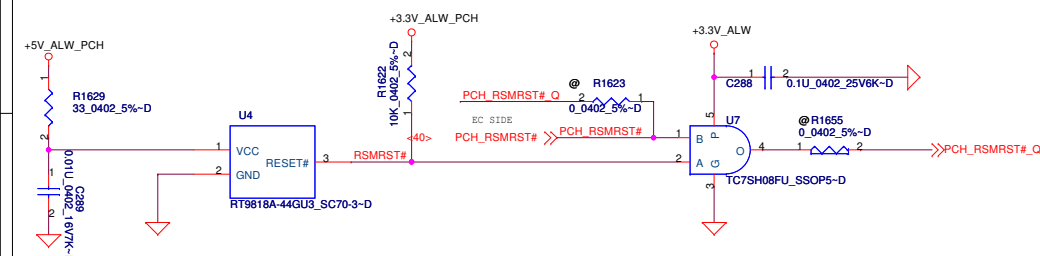 +5V_ALW_PCH
1
R1629
33_0402_5%~D
2
1
C289
0.01U_0402_16V7K~
2
U4
1
VCC
2
GND
RESET#
3
RT9818A-44GU3_SC70-3~D
RSMRST#
+3.3V_ALW_PCH
2
R1622
10K_0402_5%~D
1
<40>
@
R1623
PCH_RSMRST#_Q
2
1
0_0402_5%~D
EC SIDE
PCH_RSMRST#
PCH_RSMRST#
+3.3V_ALW
1
2
C288
0.1U_0402_25V6K~D
5
U7
1
B
P
2
A
G
O
4
3
TC7SH08FU_SSOP5~D
@R1655
0_0402_5%~D
1
2
PCH_RSMRST#_Q